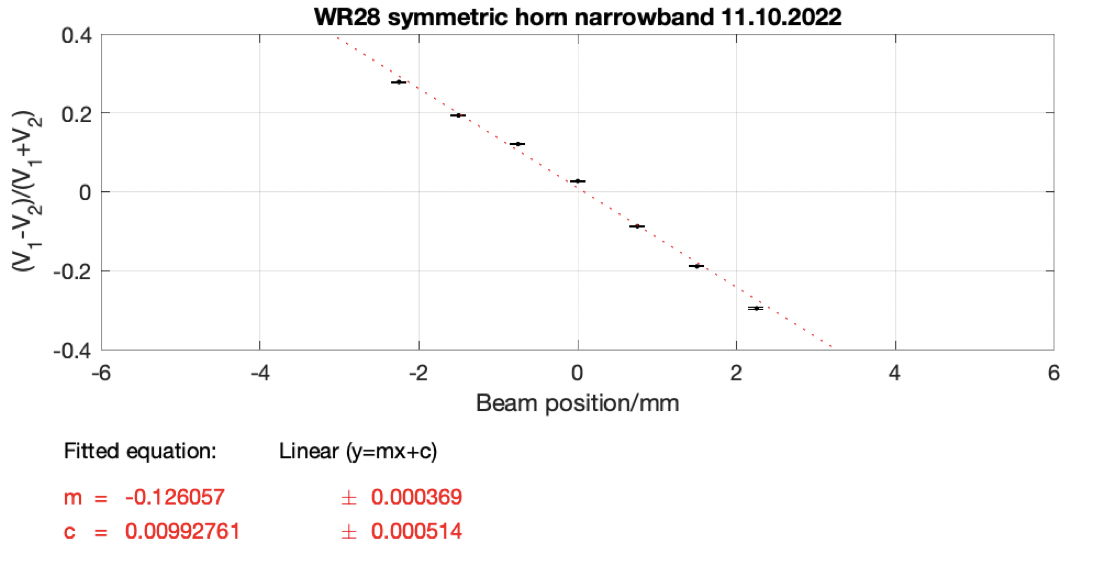 WR28 symmetric horn narrowband 11.10.2022
0.4
0.2
0
-0.2
-0.4
(V1-V2)/(V1+V2)
-6 -4 -2 0 2 4 6
Beam position/mm
Fitted equation: Linear (y=mx+c)
m = -0.126057 ± 0.000369
c = 0.00992761 ± 0.000514